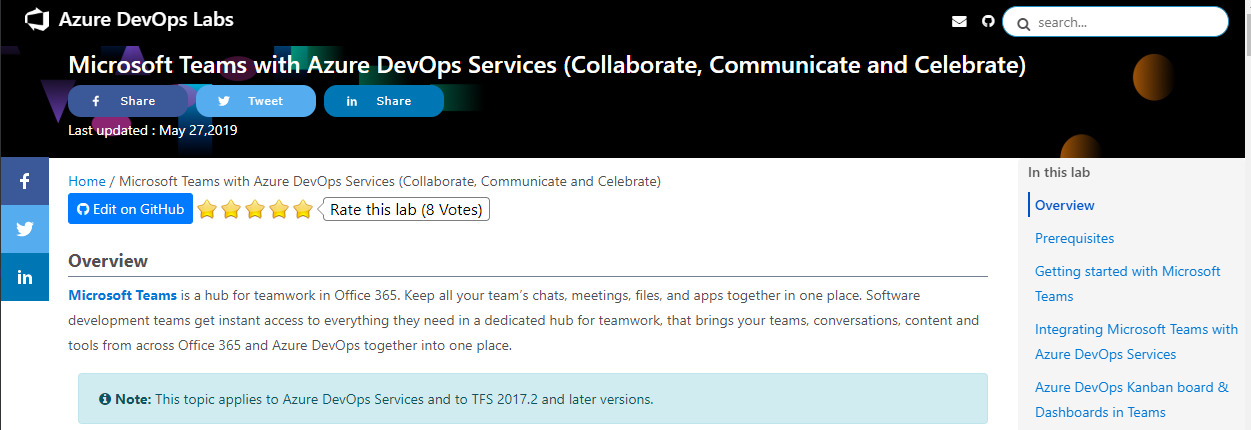 Azure DevOps Labs
search...
Microsoft Teams with Azure DevOps Services (Collaborate, Communicate and Celebrate)
Share
Tweet
Share
Last updated : May 27,2019
Home / Microsoft Teams with Azure DevOps Services (Collaborate, Communicate and Celebrate)
Edit on GitHub
Rate this lab (8 Votes)
Overview
Microsoft Teams is a hub for teamwork in Office 365. Keep all your team’s chats, meetings, files, and apps together in one place. Software
development teams get instant access to everything they need in a dedicated hub for teamwork, that brings your teams, conversations, content and
tools from across Office 365 and Azure DevOps together into one place.
Note: This topic applies to Azure DevOps Services and to TFS 2017.2 and later versions.
In this lab
Overview
Prerequisites
Getting started with Microsoft
Teams
Integrating Microsoft Teams with
Azure DevOps Services
Azure DevOps Kanban board &
Dashboards in Teams